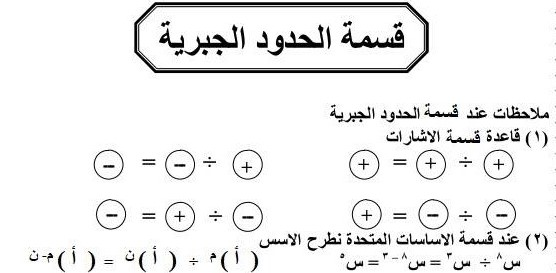 قسمة الحدود الجبرية
ملاحظات عند قسمة الحدود الجبرية
(١) قاعدة قسمة الاشارات
+ ÷ + = + + ÷ − = −
− ÷ − = + − ÷ + = −
(٢) عند قسمة الاساسات المتحدة نطرح الاسس
س^٨ ÷ س^٣ = س^٨-٣ = س^٥ (أ)^م ÷ (أ)^ن = (أ)^م-ن